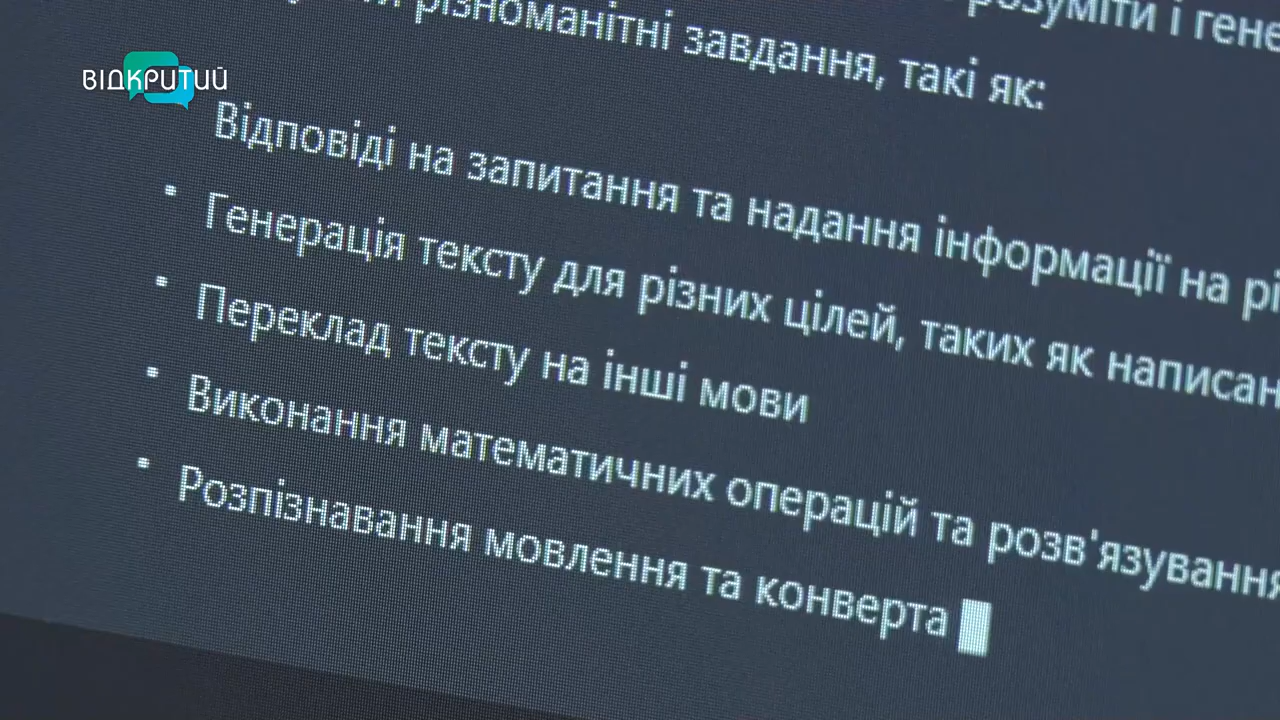 різноманітні завдання, такі як:
ВІДКРИТИЙ
Відповіді на запитання та надання інформації на
• Генерація тексту для різних цілей, таких як
• Переклад тексту на інші мови
• Виконання математичних операцій та розв'язування
• Розпізнавання мовлення та конверта